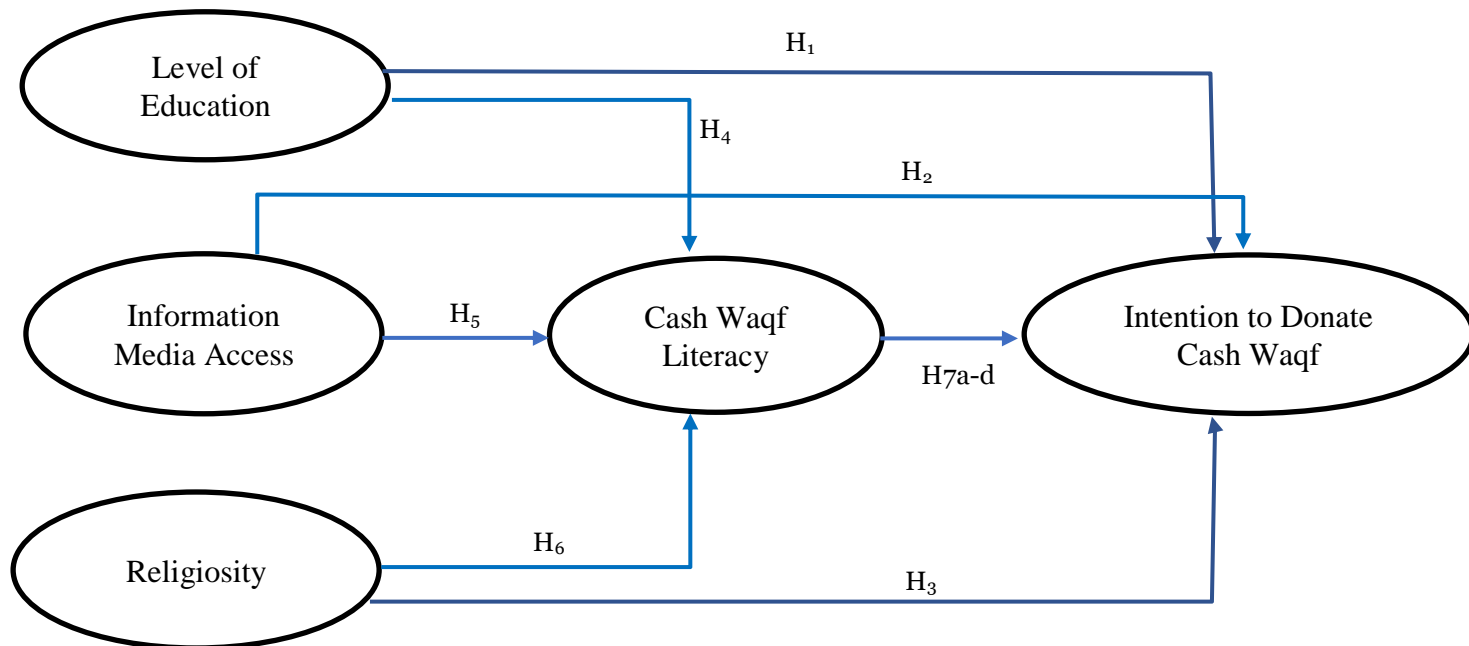 H₁
Level of
Education
H₄
H₂
Information
Media Access
H₅
Cash Waqf
Literacy
H7a-d
Intention to Donate
Cash Waqf
Religiosity
H₆
H₃